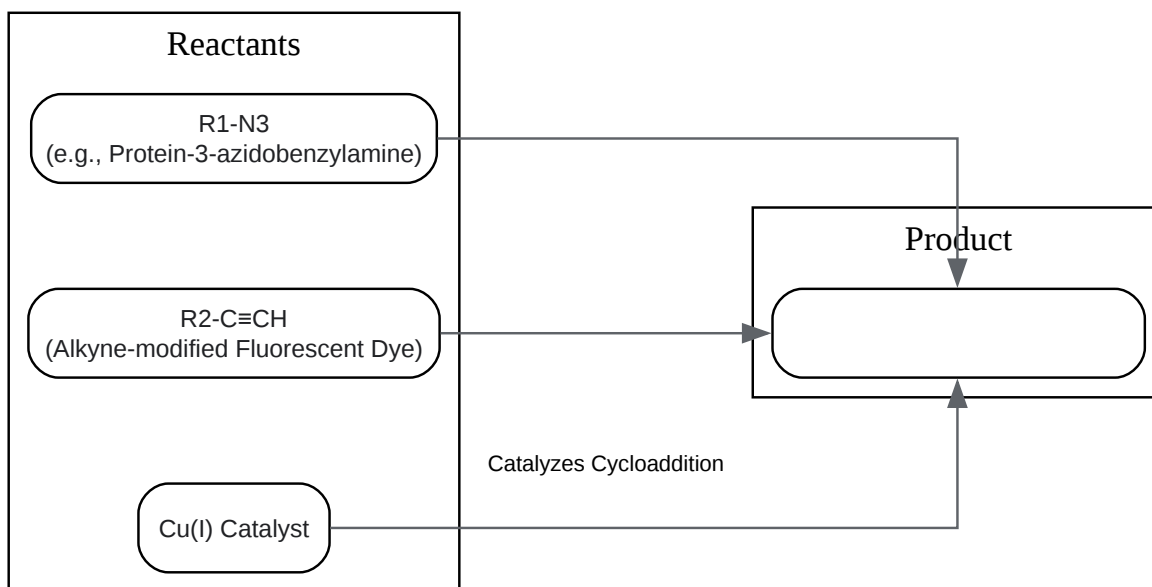 Reactants
R1-N3
(e.g., Protein-3-azidobenzylamine)
Product
R2-C≡CH
(Alkyne-modified Fluorescent Dye)
Catalyzes Cycloaddition
Cu(I) Catalyst